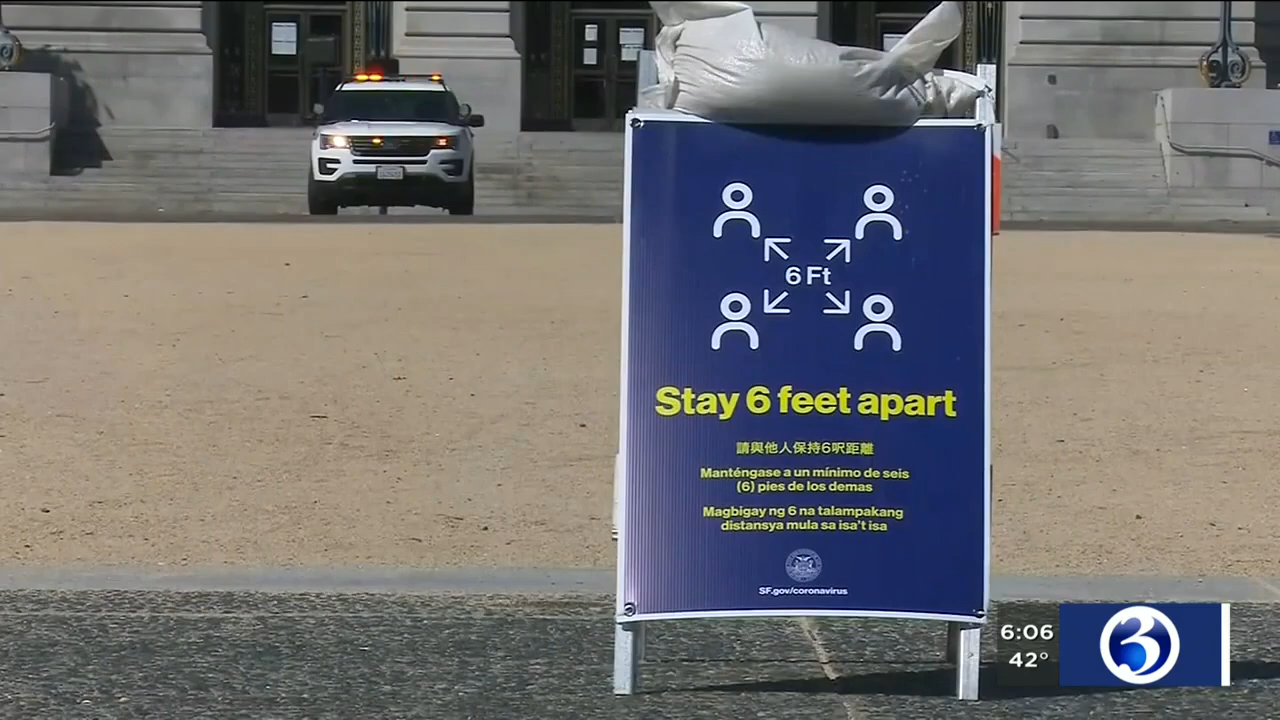 6 Ft
Stay 6 feet apart
請與他人保持6呎距離
Manténgase a un mínimo de seis
(6) pies de los demas
Magbigay ng 6 na talampakang
distansya mula sa isa't isa
SF.gov/coronavirus
6:06
42°
3